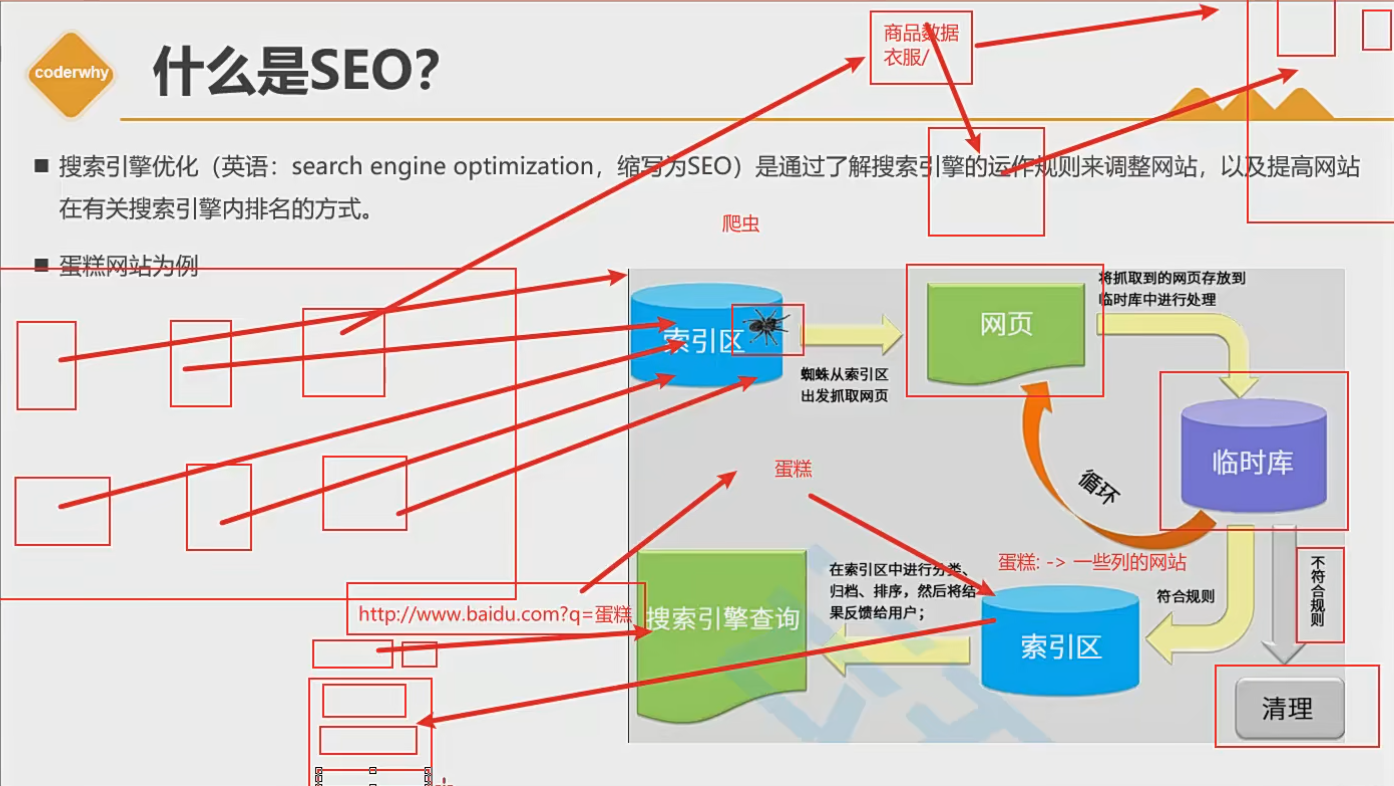 coderwhy
什么是SEO？
商品数据
衣服/
搜索引擎优化（英语：search engine optimization，缩写为SEO）是通过了解搜索引擎的运作规则来调整网站，以及提高网站
在有关搜索引擎内排名的方式。
爬虫
蛋糕网站为例
索引区
蜘蛛从索引区
出发抓取网页
网页
将抓取到的网页存放到
临时库中进行处理
临时库
循环
蛋糕
蛋糕: -> 一些列的网站
符合规则
不符合规则
清理
索引区
在索引区中进行分类、
归档、排序，然后将结
果反馈给用户；
搜索引擎查询
http://www.baidu.com?q=蛋糕